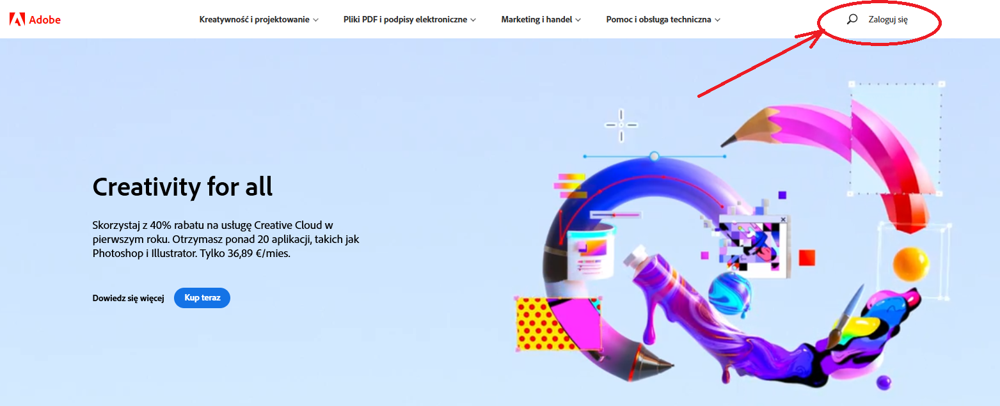 Adobe
Kreatywność i projektowanie
Pliki PDF i podpisy elektroniczne
Marketing i handel
Pomoc i obsługa techniczna
Zaloguj się
Creativity for all
Skorzystaj z 40% rabatu na usługę Creative Cloud w
pierwszym roku. Otrzymasz ponad 20 aplikacji, takich jak
Photoshop i Illustrator. Tylko 36,89 €/mies.
Dowiedz się więcej
Kup teraz